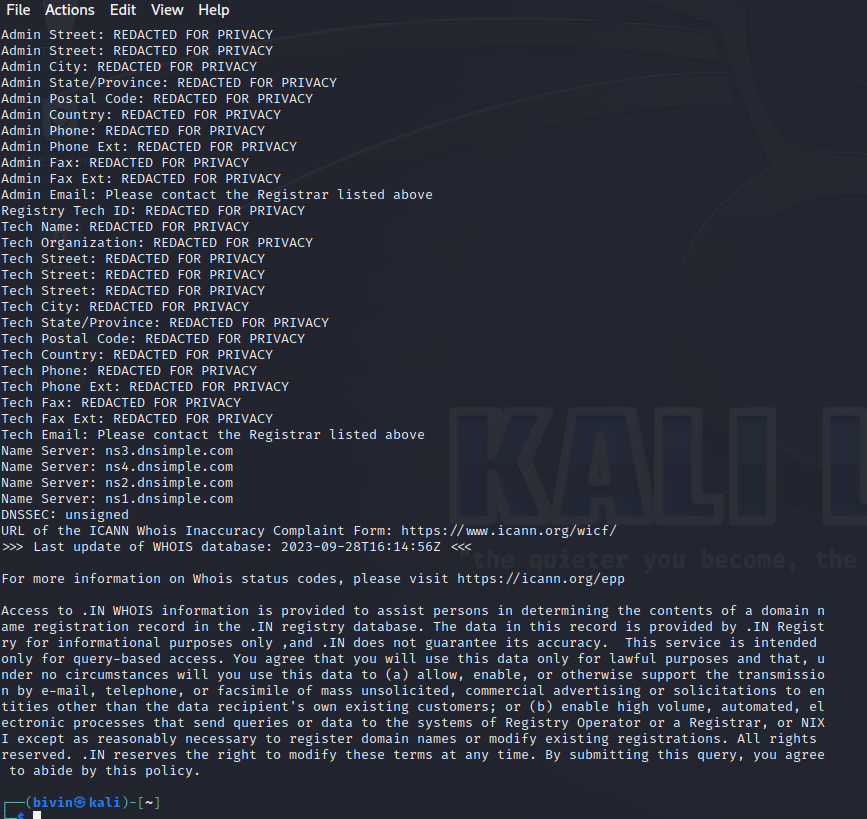 File Actions Edit View Help
Admin Street: REDACTED FOR PRIVACY
Admin Street: REDACTED FOR PRIVACY
Admin City: REDACTED FOR PRIVACY
Admin State/Province: REDACTED FOR PRIVACY
Admin Postal Code: REDACTED FOR PRIVACY
Admin Country: REDACTED FOR PRIVACY
Admin Phone: REDACTED FOR PRIVACY
Admin Phone Ext: REDACTED FOR PRIVACY
Admin Fax: REDACTED FOR PRIVACY
Admin Fax Ext: REDACTED FOR PRIVACY
Admin Email: Please contact the Registrar listed above
Registry Tech ID: REDACTED FOR PRIVACY
Tech Name: REDACTED FOR PRIVACY
Tech Organization: REDACTED FOR PRIVACY
Tech Street: REDACTED FOR PRIVACY
Tech Street: REDACTED FOR PRIVACY
Tech Street: REDACTED FOR PRIVACY
Tech City: REDACTED FOR PRIVACY
Tech State/Province: REDACTED FOR PRIVACY
Tech Postal Code: REDACTED FOR PRIVACY
Tech Country: REDACTED FOR PRIVACY
Tech Phone: REDACTED FOR PRIVACY
Tech Phone Ext: REDACTED FOR PRIVACY
Tech Fax: REDACTED FOR PRIVACY
Tech Fax Ext: REDACTED FOR PRIVACY
Tech Email: Please contact the Registrar listed above
Name Server: ns3.dnsimple.com
Name Server: ns4.dnsimple.com
Name Server: ns2.dnsimple.com
Name Server: ns1.dnsimple.com
DNSSEC: unsigned
URL of the ICANN Whois Inaccuracy Complaint Form: https://www.icann.org/wicf/
>>> Last update of WHOIS database: 2023-09-28T16:14:56Z <<<
For more information on Whois status codes, please visit https://icann.org/epp
Access to .IN WHOIS information is provided to assist persons in determining the contents of a domain n
ame registration record in the .IN registry database. The data in this record is provided by .IN Regist
ry for informational purposes only ,and .IN does not guarantee its accuracy.  This service is intended
only for query-based access. You agree that you will use this data only for lawful purposes and that, u
nder no circumstances will you use this data to (a) allow, enable, or otherwise support the transmissio
n by e-mail, telephone, or facsimile of mass unsolicited, commercial advertising or solicitations to en
tities other than the data recipient's own existing customers; or (b) enable high volume, automated, el
ectronic processes that send queries or data to the systems of Registry Operator or a Registrar, or NIX
I except as reasonably necessary to register domain names or modify existing registrations. All rights
reserved. .IN reserves the right to modify these terms at any time. By submitting this query, you agree
 to abide by this policy.
┌──(bivin㉿kali)-[~]
└─$
KALI L
"the quieter you become, the